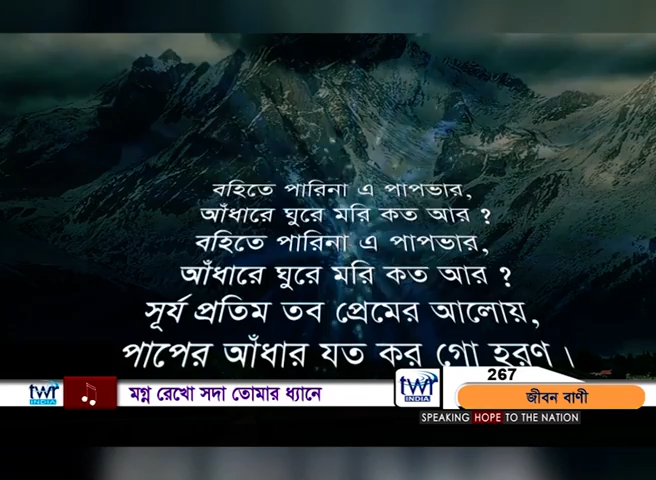 বহিতে পারিনা এ পাপভার,
আঁধারে ঘুরে মরি কত আর ?
বহিতে পারিনা এ পাপভার,
আঁধারে ঘুরে মরি কত আর ?
সূর্য প্রতিম তব প্রেমের আলোয়,
পাপের আঁধার যত কর গো হরণ।
twr INDIA
মগ্ন রেখো সদা তোমার ধ্যানে
twr INDIA
267
জীবন বাণী
SPEAKING HOPE TO THE NATION